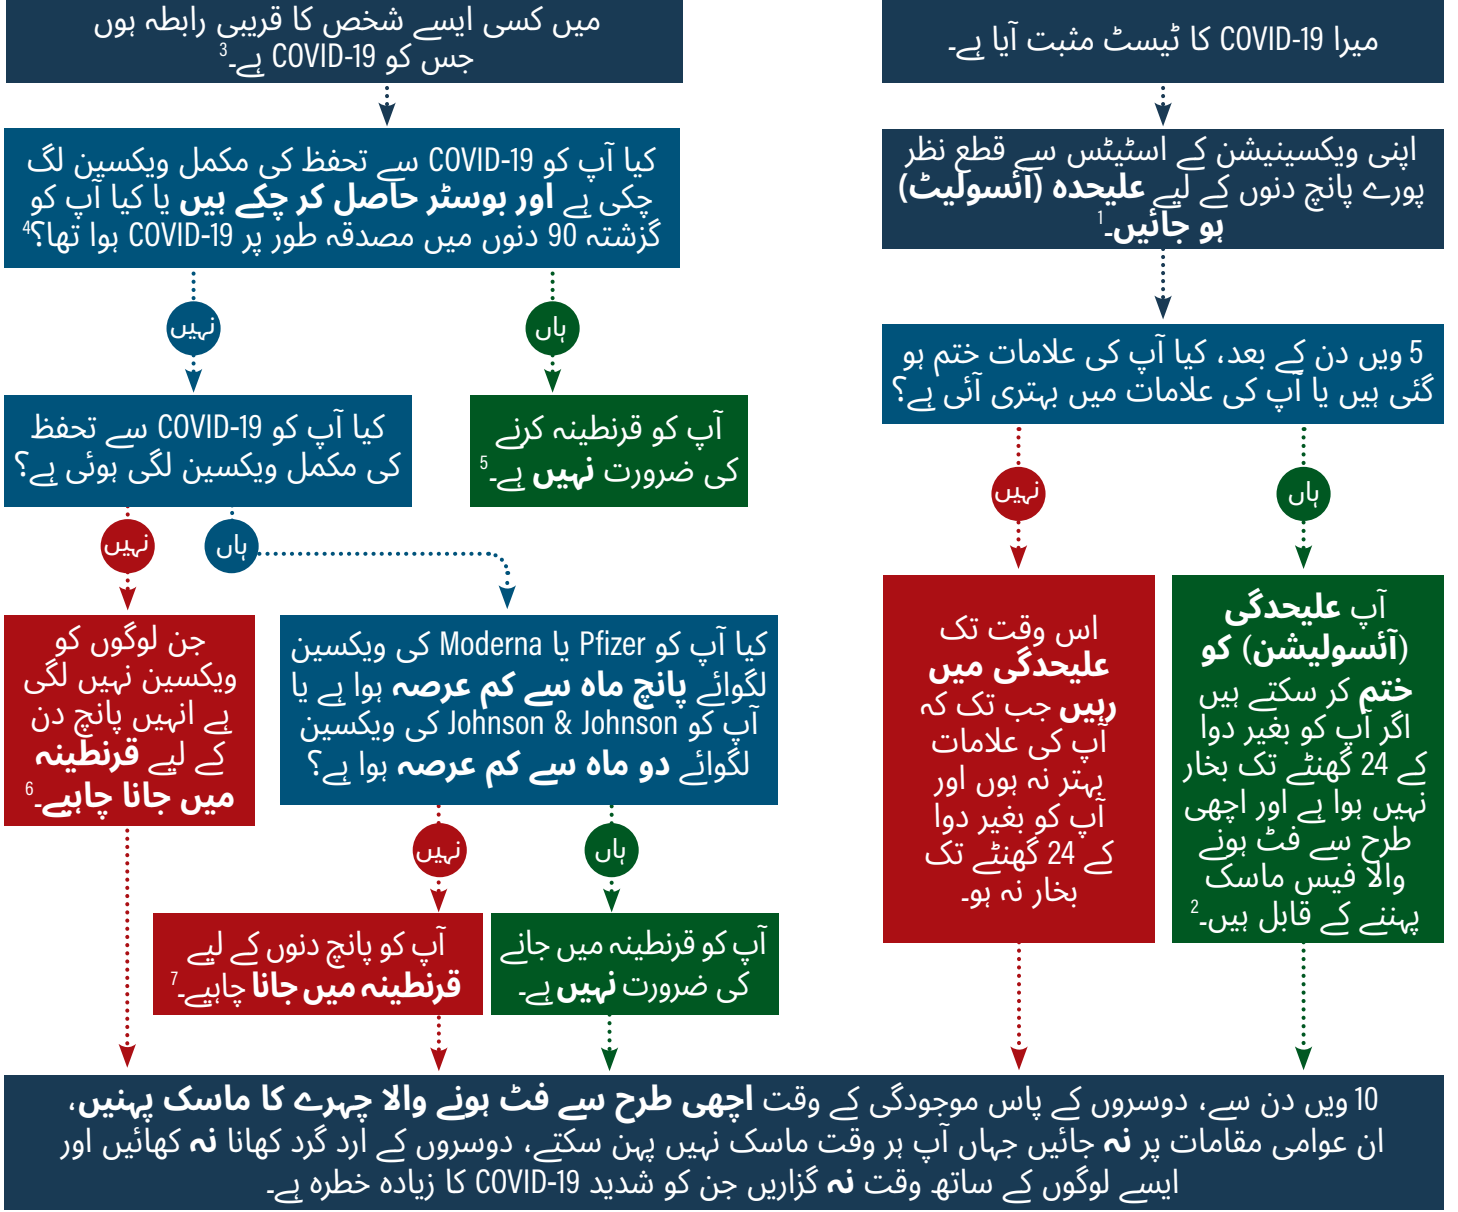 میرا COVID-19 کا ٹیسٹ مثبت آیا ہے۔
اپنی ویکسینیشن کے اسٹیٹس سے قطع نظر
پورے پانچ دنوں کے لیے علیحدہ (آئسولیٹ)
ہو جائیں۔1
5 ویں دن کے بعد، کیا آپ کی علامات ختم ہو
گئی ہیں یا آپ کی علامات میں بہتری آئی ہے؟
ہاں
نہیں
آپ علیحدگی
(آئسولیشن) کو
ختم کر سکتے ہیں
اگر آپ کو بغیر دوا
کے 24 گھنٹے تک بخار
نہیں ہوا ہے اور اچھی
طرح سے فٹ ہونے
والا فیس ماسک
پہننے کے قابل ہیں۔2
اس وقت تک
علیحدگی میں
رہیں جب تک کہ
آپ کی علامات
بہتر نہ ہوں اور
آپ کو بغیر دوا
کے 24 گھنٹے تک
بخار نہ ہو۔
میں کسی ایسے شخص کا قریبی رابطہ ہوں
جس کو COVID-19 ہے۔3
کیا آپ کو COVID-19 سے تحفظ کی مکمل ویکسین لگ
چکی ہے اور بوسٹر حاصل کر چکے ہیں یا کیا آپ کو
گزشتہ 90 دنوں میں مصدقہ طور پر COVID-19 ہوا تھا؟4
ہاں
نہیں
آپ کو قرنطینہ کرنے
کی ضرورت نہیں ہے۔5
کیا آپ کو COVID-19 سے تحفظ
کی مکمل ویکسین لگی ہوئی ہے؟
ہاں
نہیں
کیا آپ کو Pfizer یا Moderna کی ویکسین
لگوائے پانچ ماہ سے کم عرصہ ہوا ہے یا
آپ کو Johnson & Johnson کی ویکسین
لگوائے دو ماہ سے کم عرصہ ہوا ہے؟
جن لوگوں کو
ویکسین نہیں لگی
ہے انہیں پانچ دن
کے لیے قرنطینہ
میں جانا چاہیے۔6
ہاں
نہیں
آپ کو قرنطینہ میں جانے
کی ضرورت نہیں ہے۔
آپ کو پانچ دنوں کے لیے
قرنطینہ میں جانا چاہیے۔7
10 ویں دن سے، دوسروں کے پاس موجودگی کے وقت اچھی طرح سے فٹ ہونے والا چہرے کا ماسک پہنیں،
ان عوامی مقامات پر نہ جائیں جہاں آپ ہر وقت ماسک نہیں پہن سکتے، دوسروں کے ارد گرد کھانا نہ کھائیں اور
ایسے لوگوں کے ساتھ وقت نہ گزاریں جن کو شدید COVID-19 کا زیادہ خطرہ ہے۔